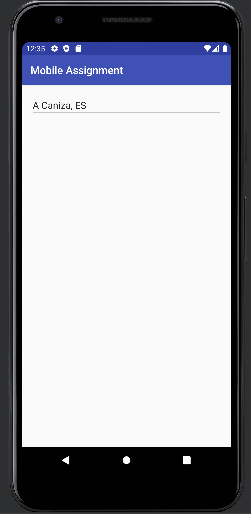 12:35
Mobile Assignment
A Caniza, ES